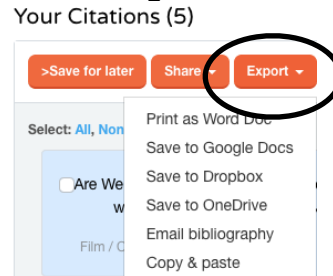 Your Citations (5)
>Save for later Share Export
Select: All, Non
Print as Word Doc
Save to Google Docs
Are We
Save to Dropbox
w
Save to OneDrive
Film / C
Email bibliography
Copy & paste